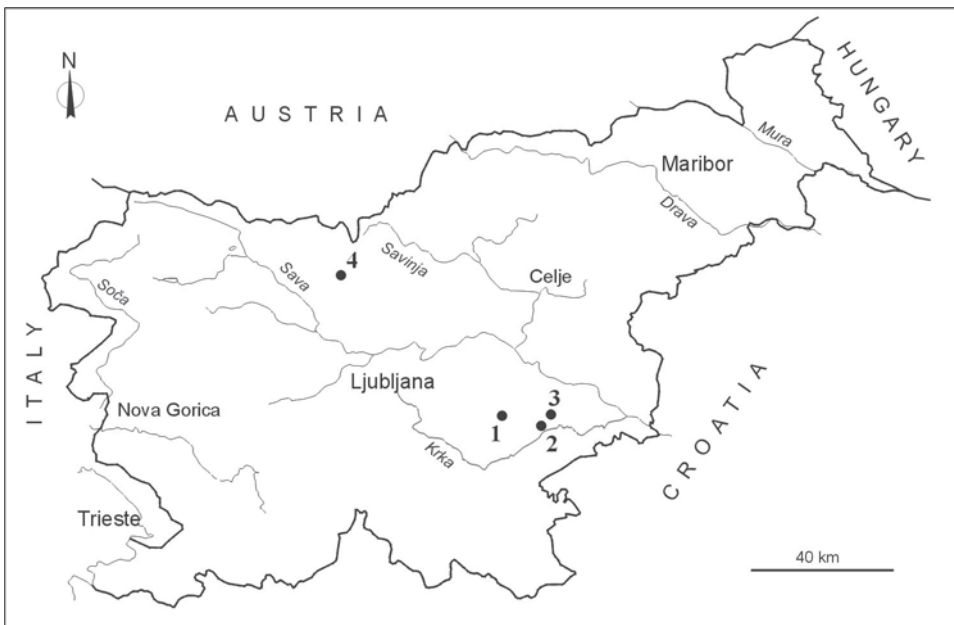 N
AUSTRIA
HUNGARY
Mura
Maribor
Drava
Savinja
4
Sava
Celje
Soča
ITALY
Ljubljana
Nova Gorica
3
1
2
Krka
CROATIA
Trieste
40 km